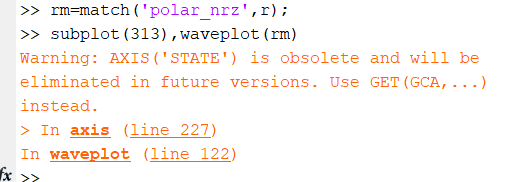 >> rm=match('polar_nrz',r);
>> subplot(313),waveplot(rm)
Warning: AXIS('STATE') is obsolete and will be
eliminated in future versions. Use GET(GCA,...)
instead.
> In axis (line 227)
In waveplot (line 122)
fx >>